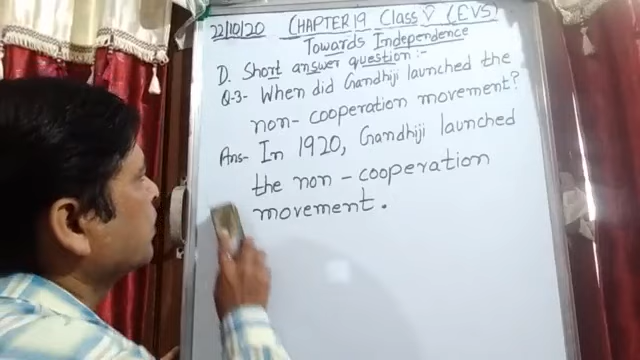 22/10/20 CHAPTER 19 Class V (EVS)
Towards Independence
D. Short answer question :-
Q-3- When did Gandhiji launched the
non-cooperation movement?
Ans- In 1920, Gandhiji launched
the non-cooperation
movement.